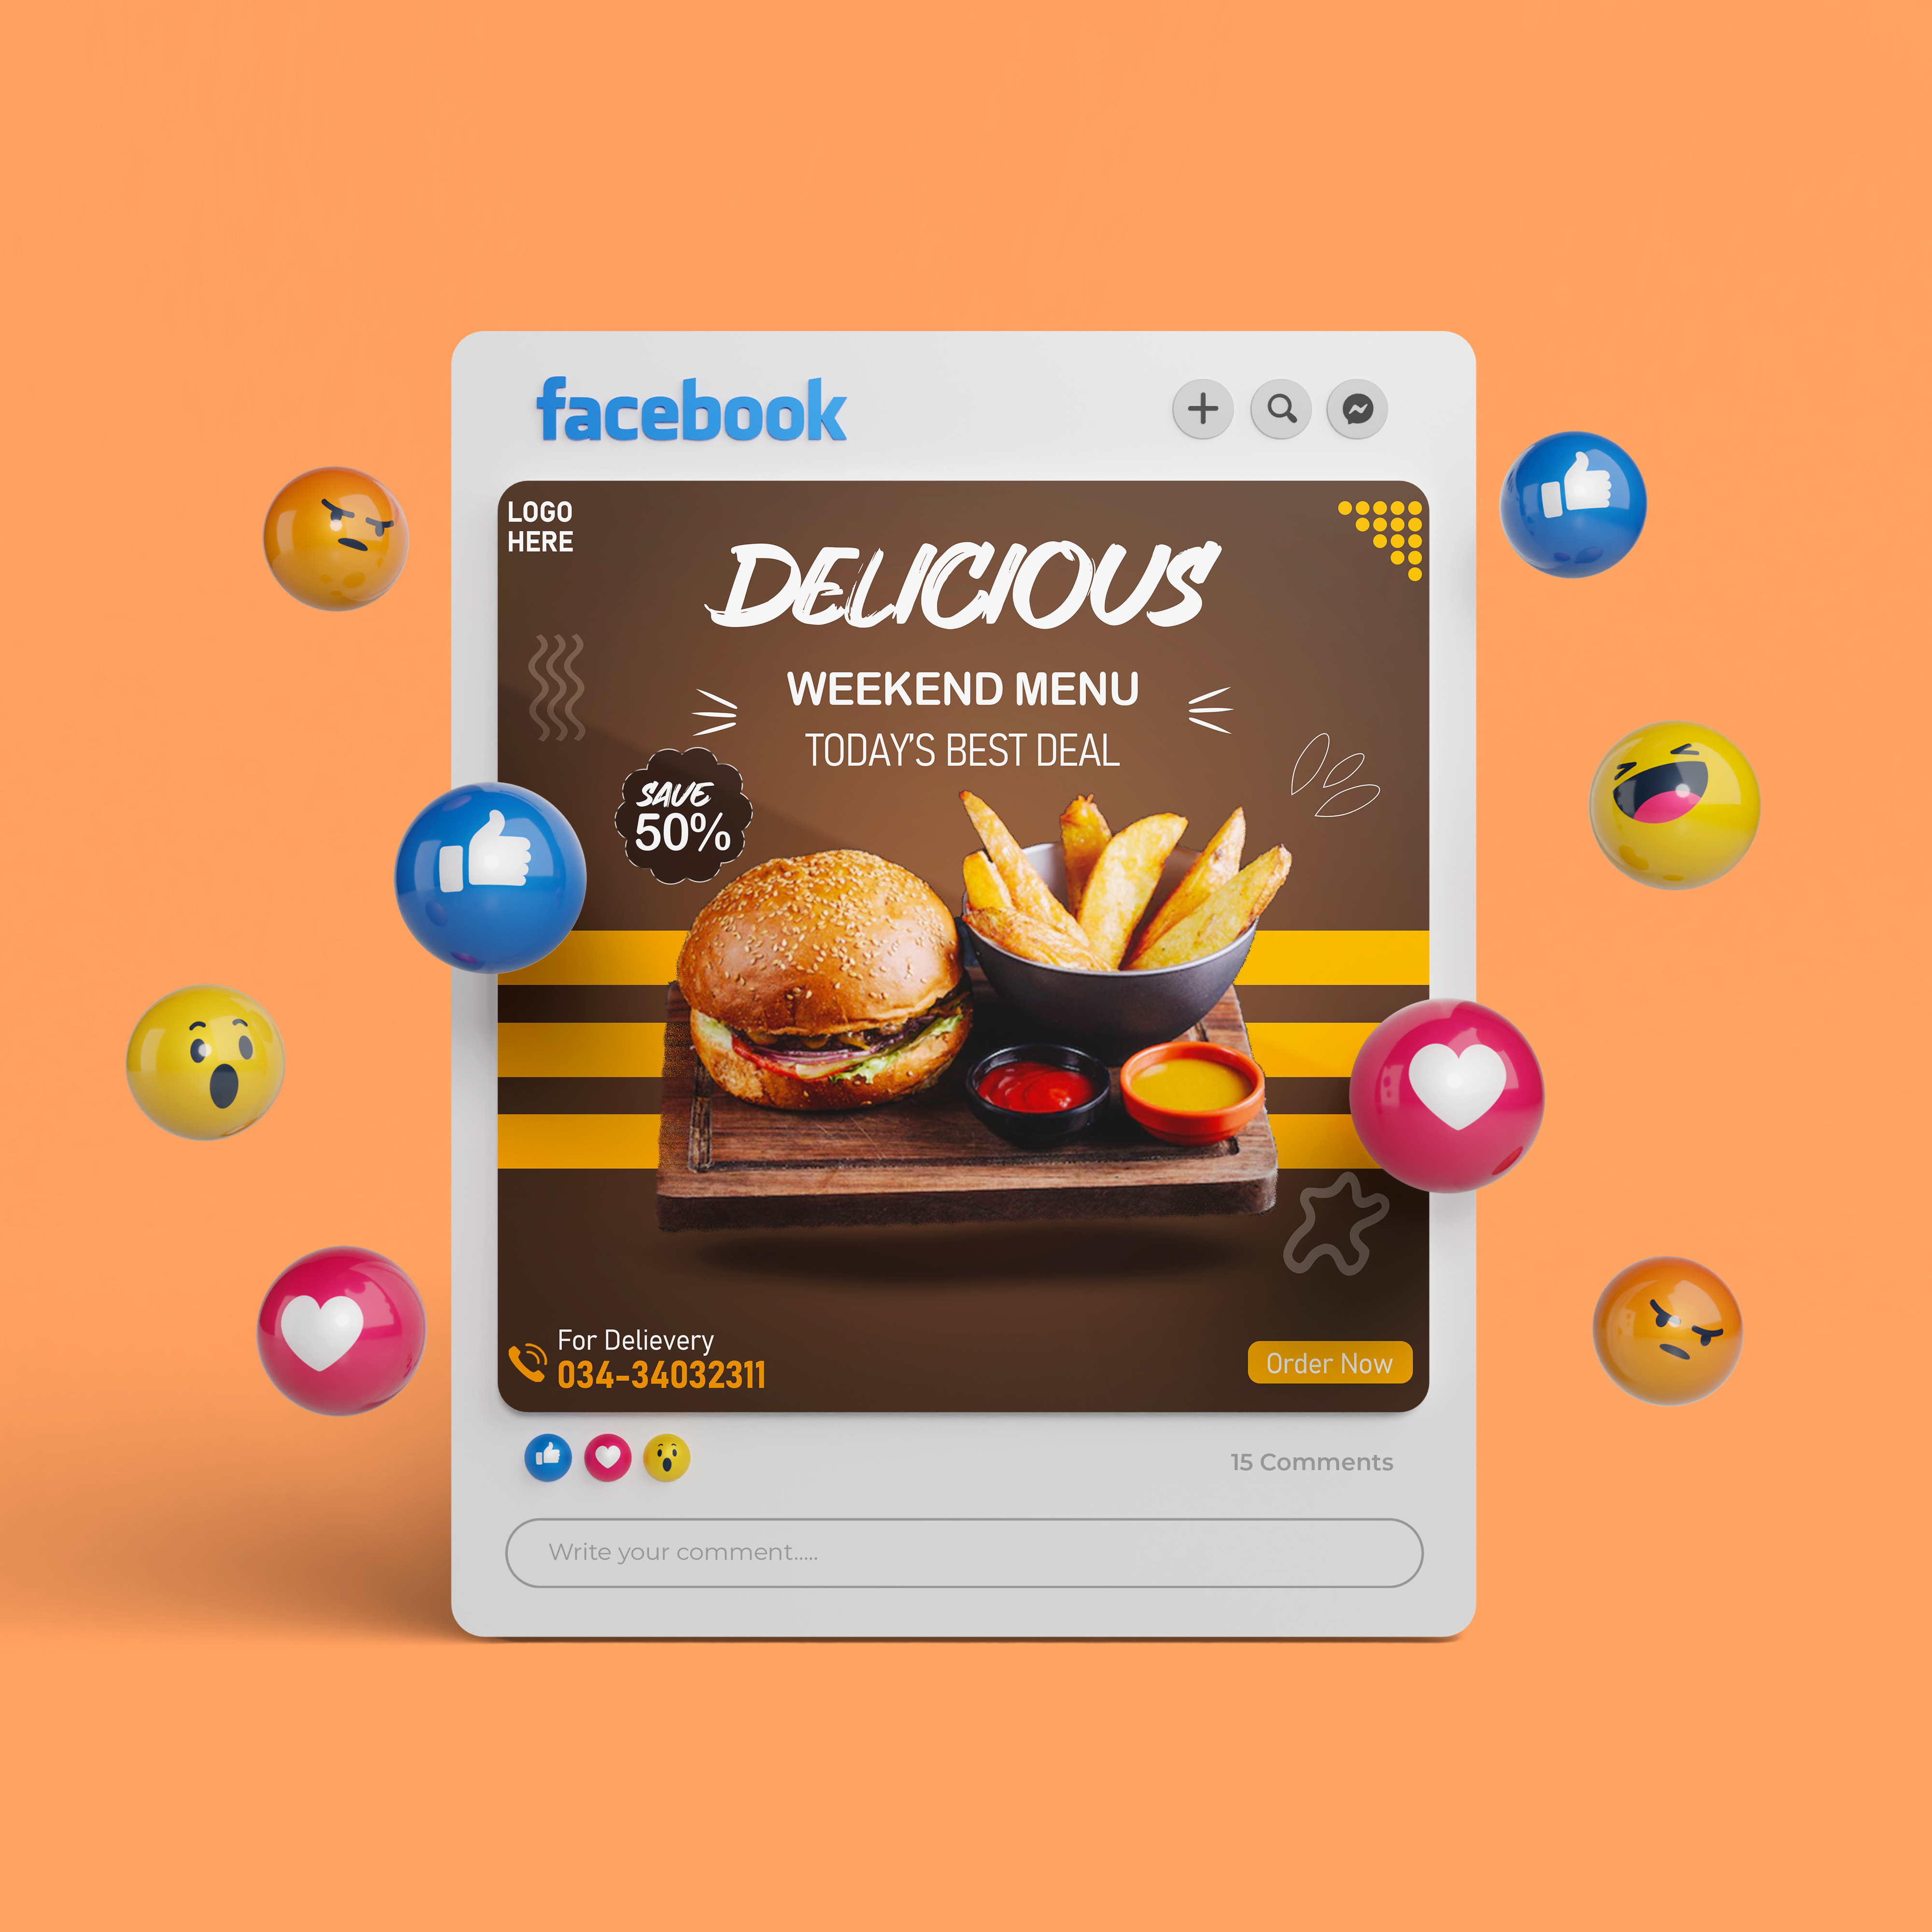 facebook
LOGO
HERE
DELICIOUS
WEEKEND MENU
TODAY'S BEST DEAL
SAVE
50%
For Delievery
034-34032311
Order Now
15 Comments
Write your comment.....